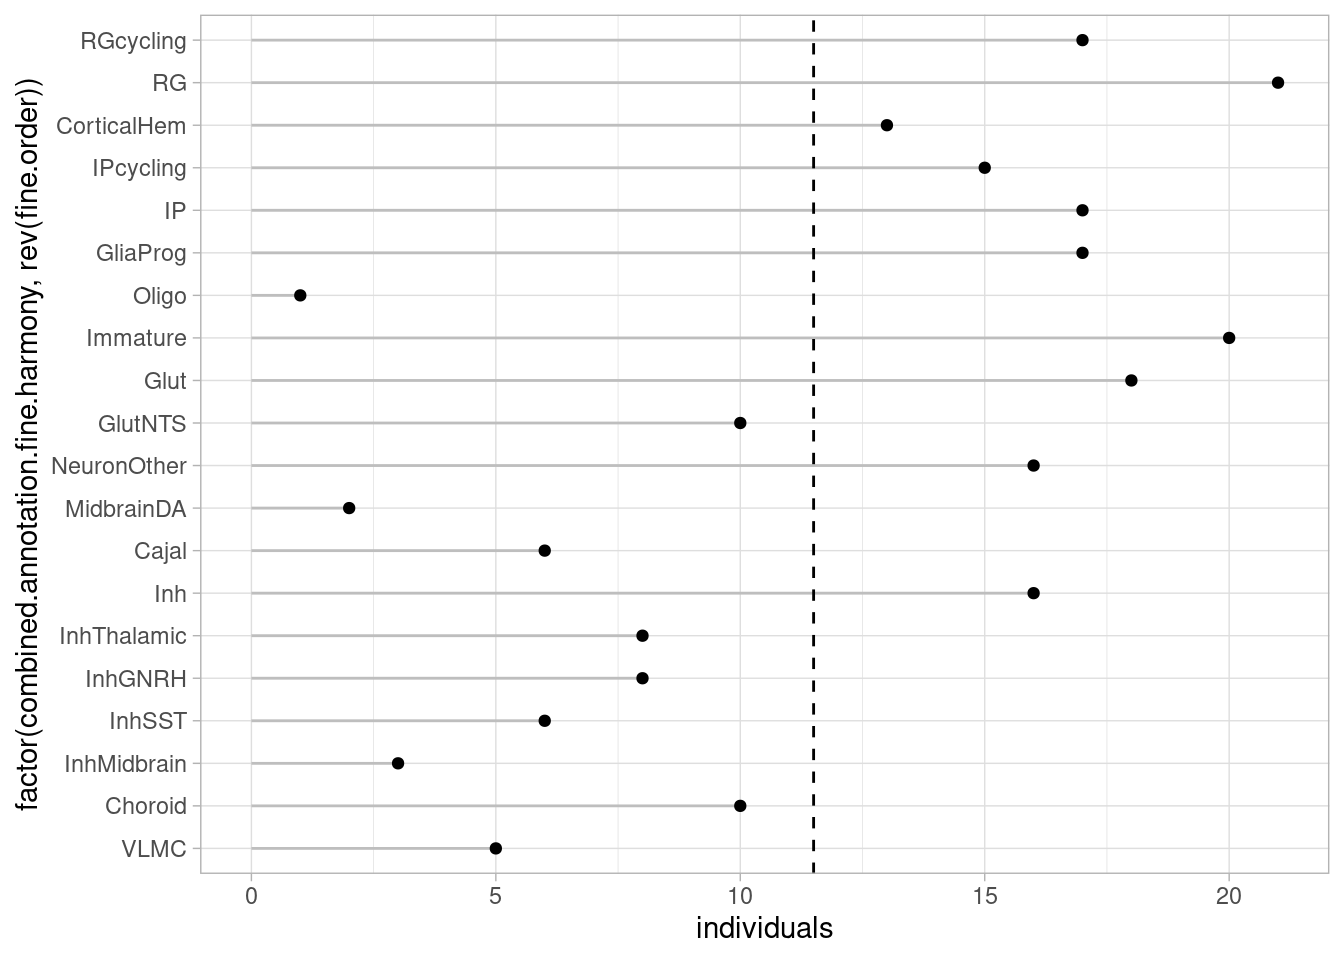 factor(combined.annotation.fine.harmony, rev(fine.order))
RGcycling
RG
CorticalHem
IPcycling
IP
GliaProg
Oligo
Immature
Glut
GlutNTS
NeuronOther
MidbrainDA
Cajal
Inh
InhThalamic
InhGNRH
InhSST
InhMidbrain
Choroid
VLMC
0 5 10 15 20
individuals